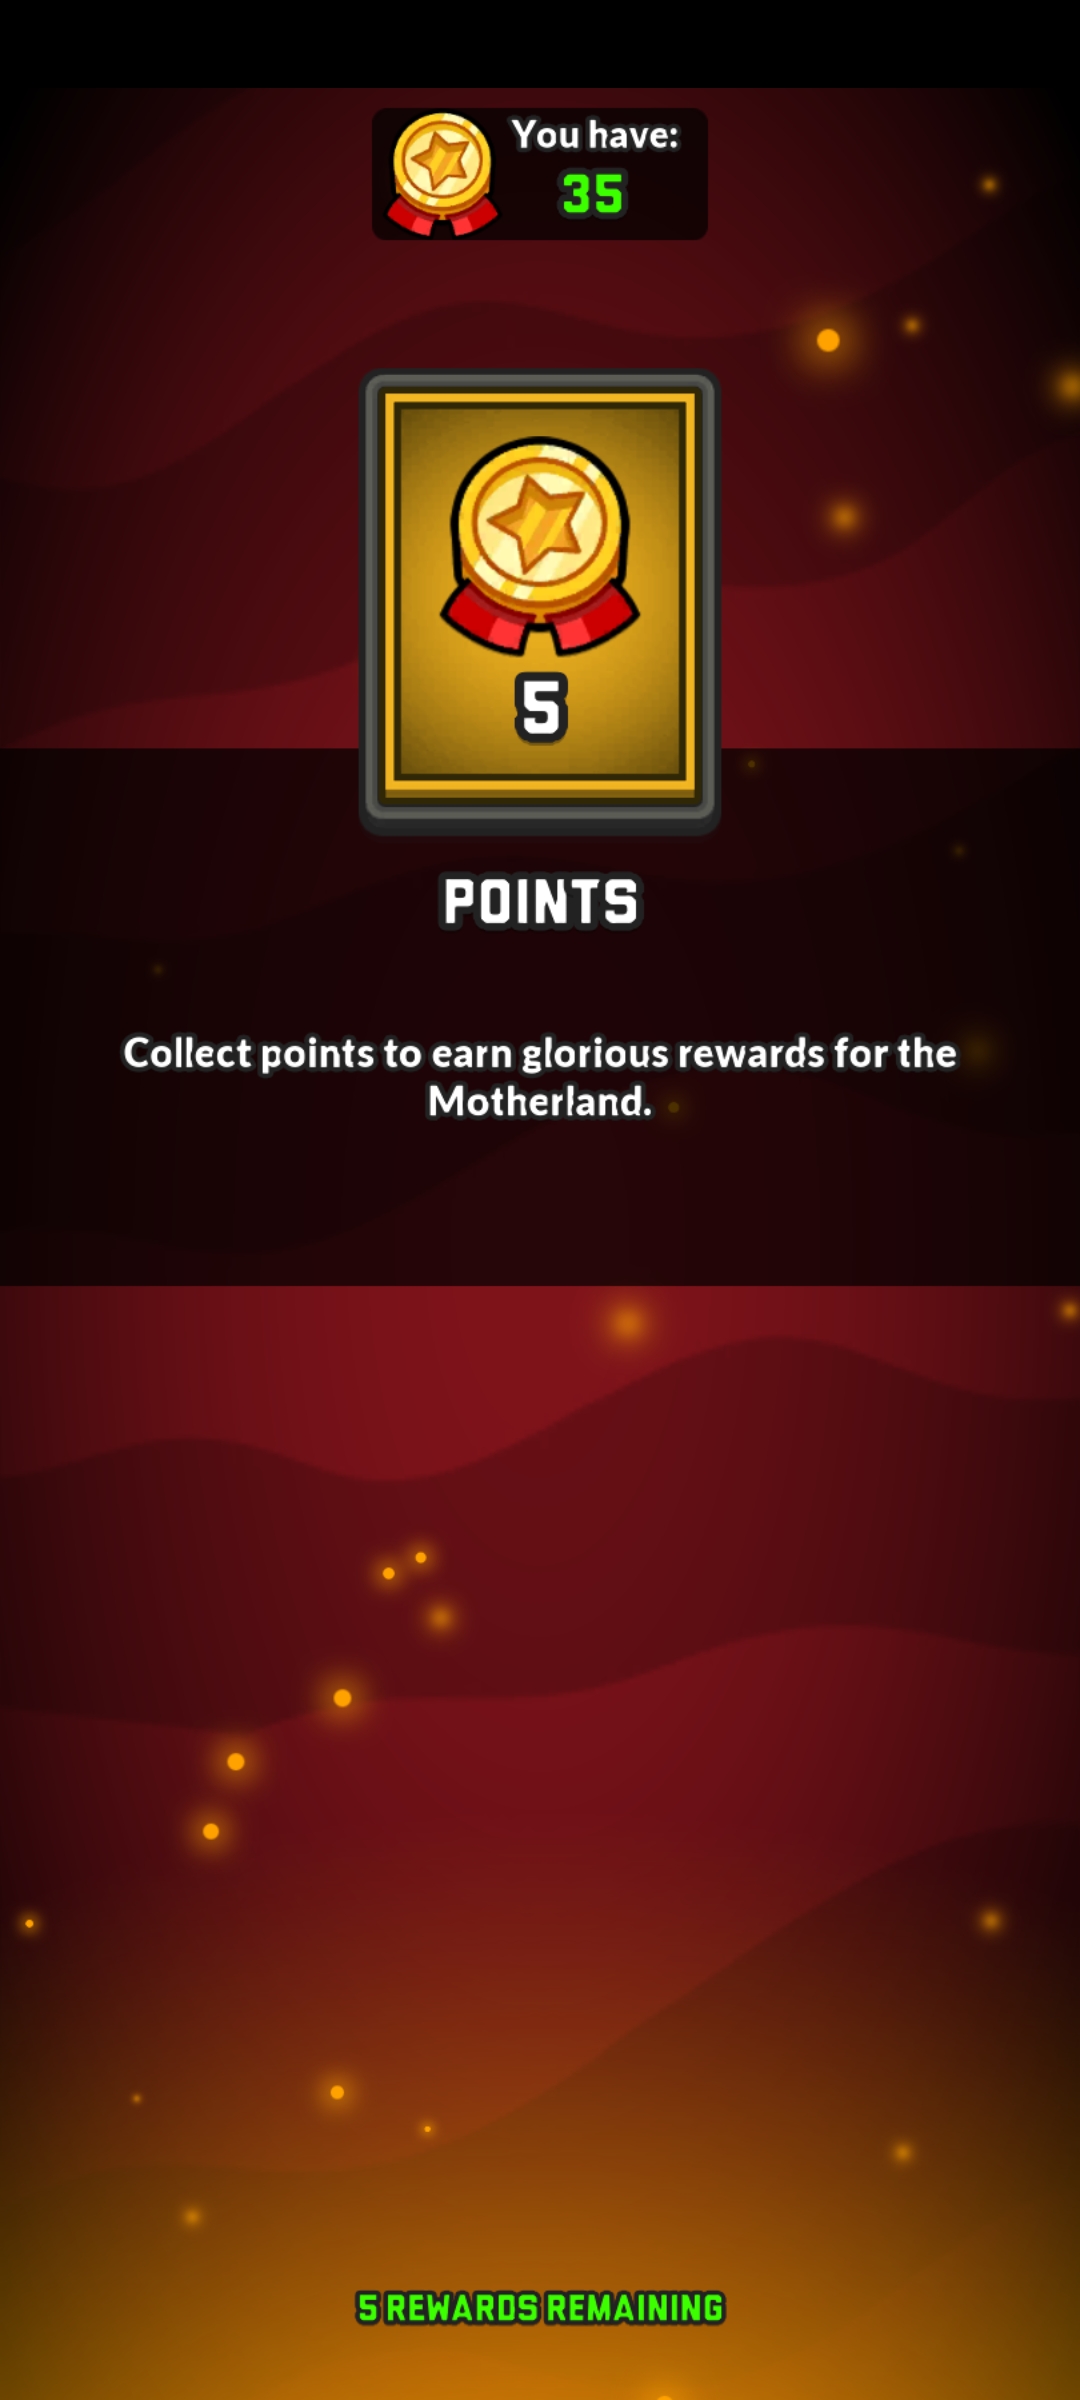 You have:
35
5
POINTS
Collect points to earn glorious rewards for the
Motherland.
5 REWARDS REMAINING